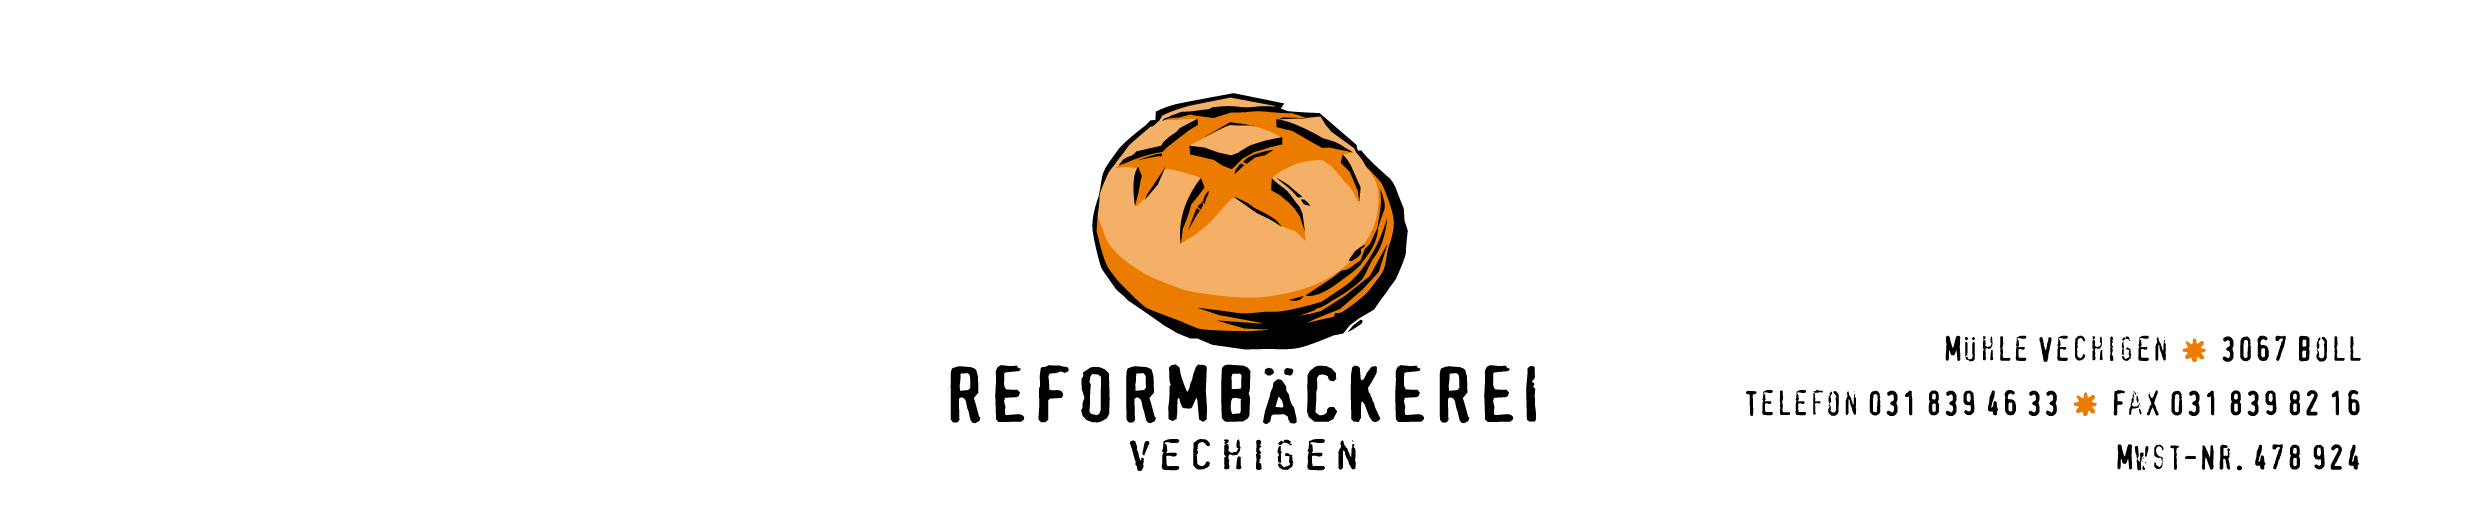 REFORMBÄCKEREI
VECHIGEN
MÜHLE VECHIGEN ✸ 3067 BOLL
TELEFON 031 839 46 33 ✸ FAX 031 839 82 16
MWST-NR. 478 924